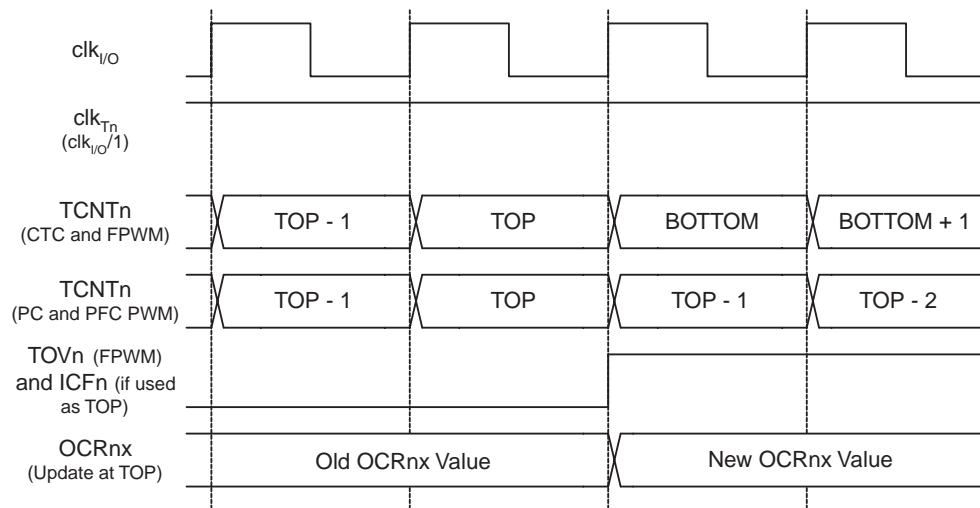 clkI/O
clkTn
(clkI/O/1)
TCNTn
(CTC and FPWM)
TOP - 1
TOP
BOTTOM
BOTTOM + 1
TCNTn
(PC and PFC PWM)
TOP - 1
TOP
TOP - 1
TOP - 2
TOVn (FPWM)
and ICFn (if used
as TOP)
OCRnx
(Update at TOP)
Old OCRnx Value
New OCRnx Value